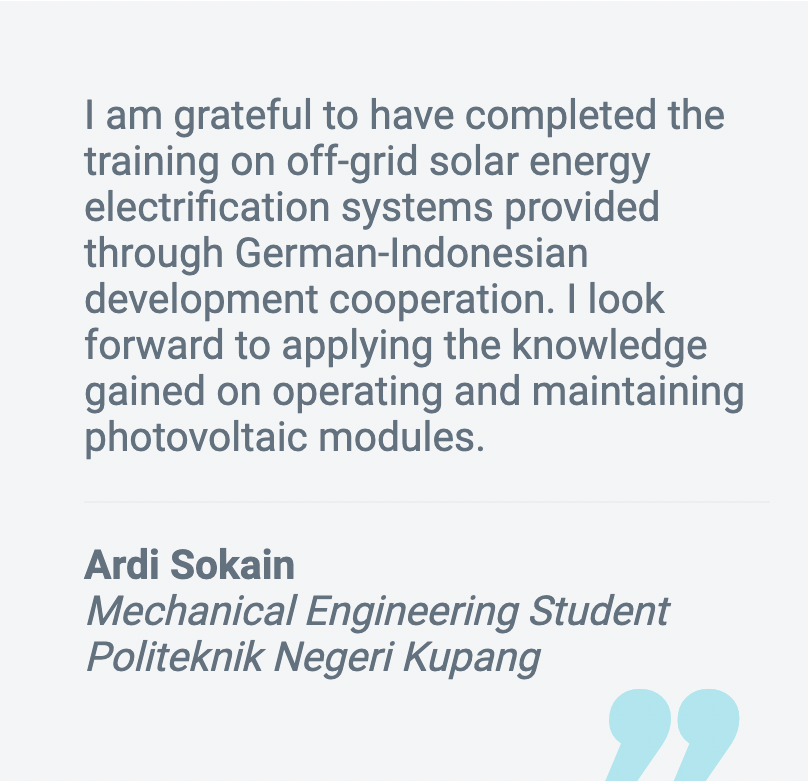 I am grateful to have completed the
training on off-grid solar energy
electrification systems provided
through German-Indonesian
development cooperation. I look
forward to applying the knowledge
gained on operating and maintaining
photovoltaic modules.
Ardi Sokain
Mechanical Engineering Student
Politeknik Negeri Kupang
”